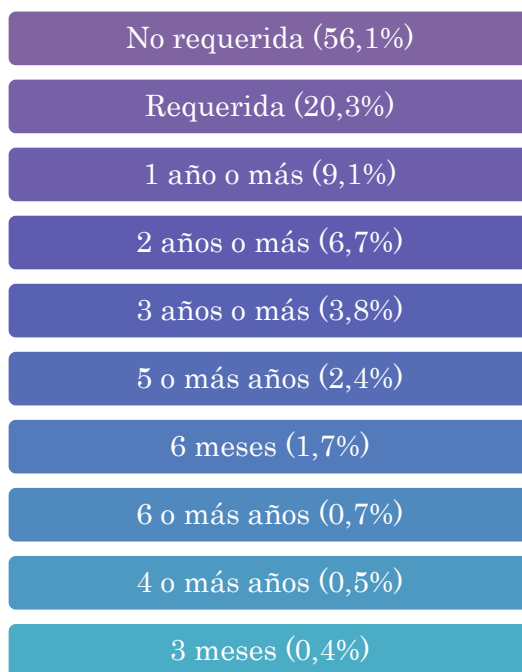 No requerida (56,1%)
Requerida (20,3%)
1 año o más (9,1%)
2 años o más (6,7%)
3 años o más (3,8%)
5 o más años (2,4%)
6 meses (1,7%)
6 o más años (0,7%)
4 o más años (0,5%)
3 meses (0,4%)